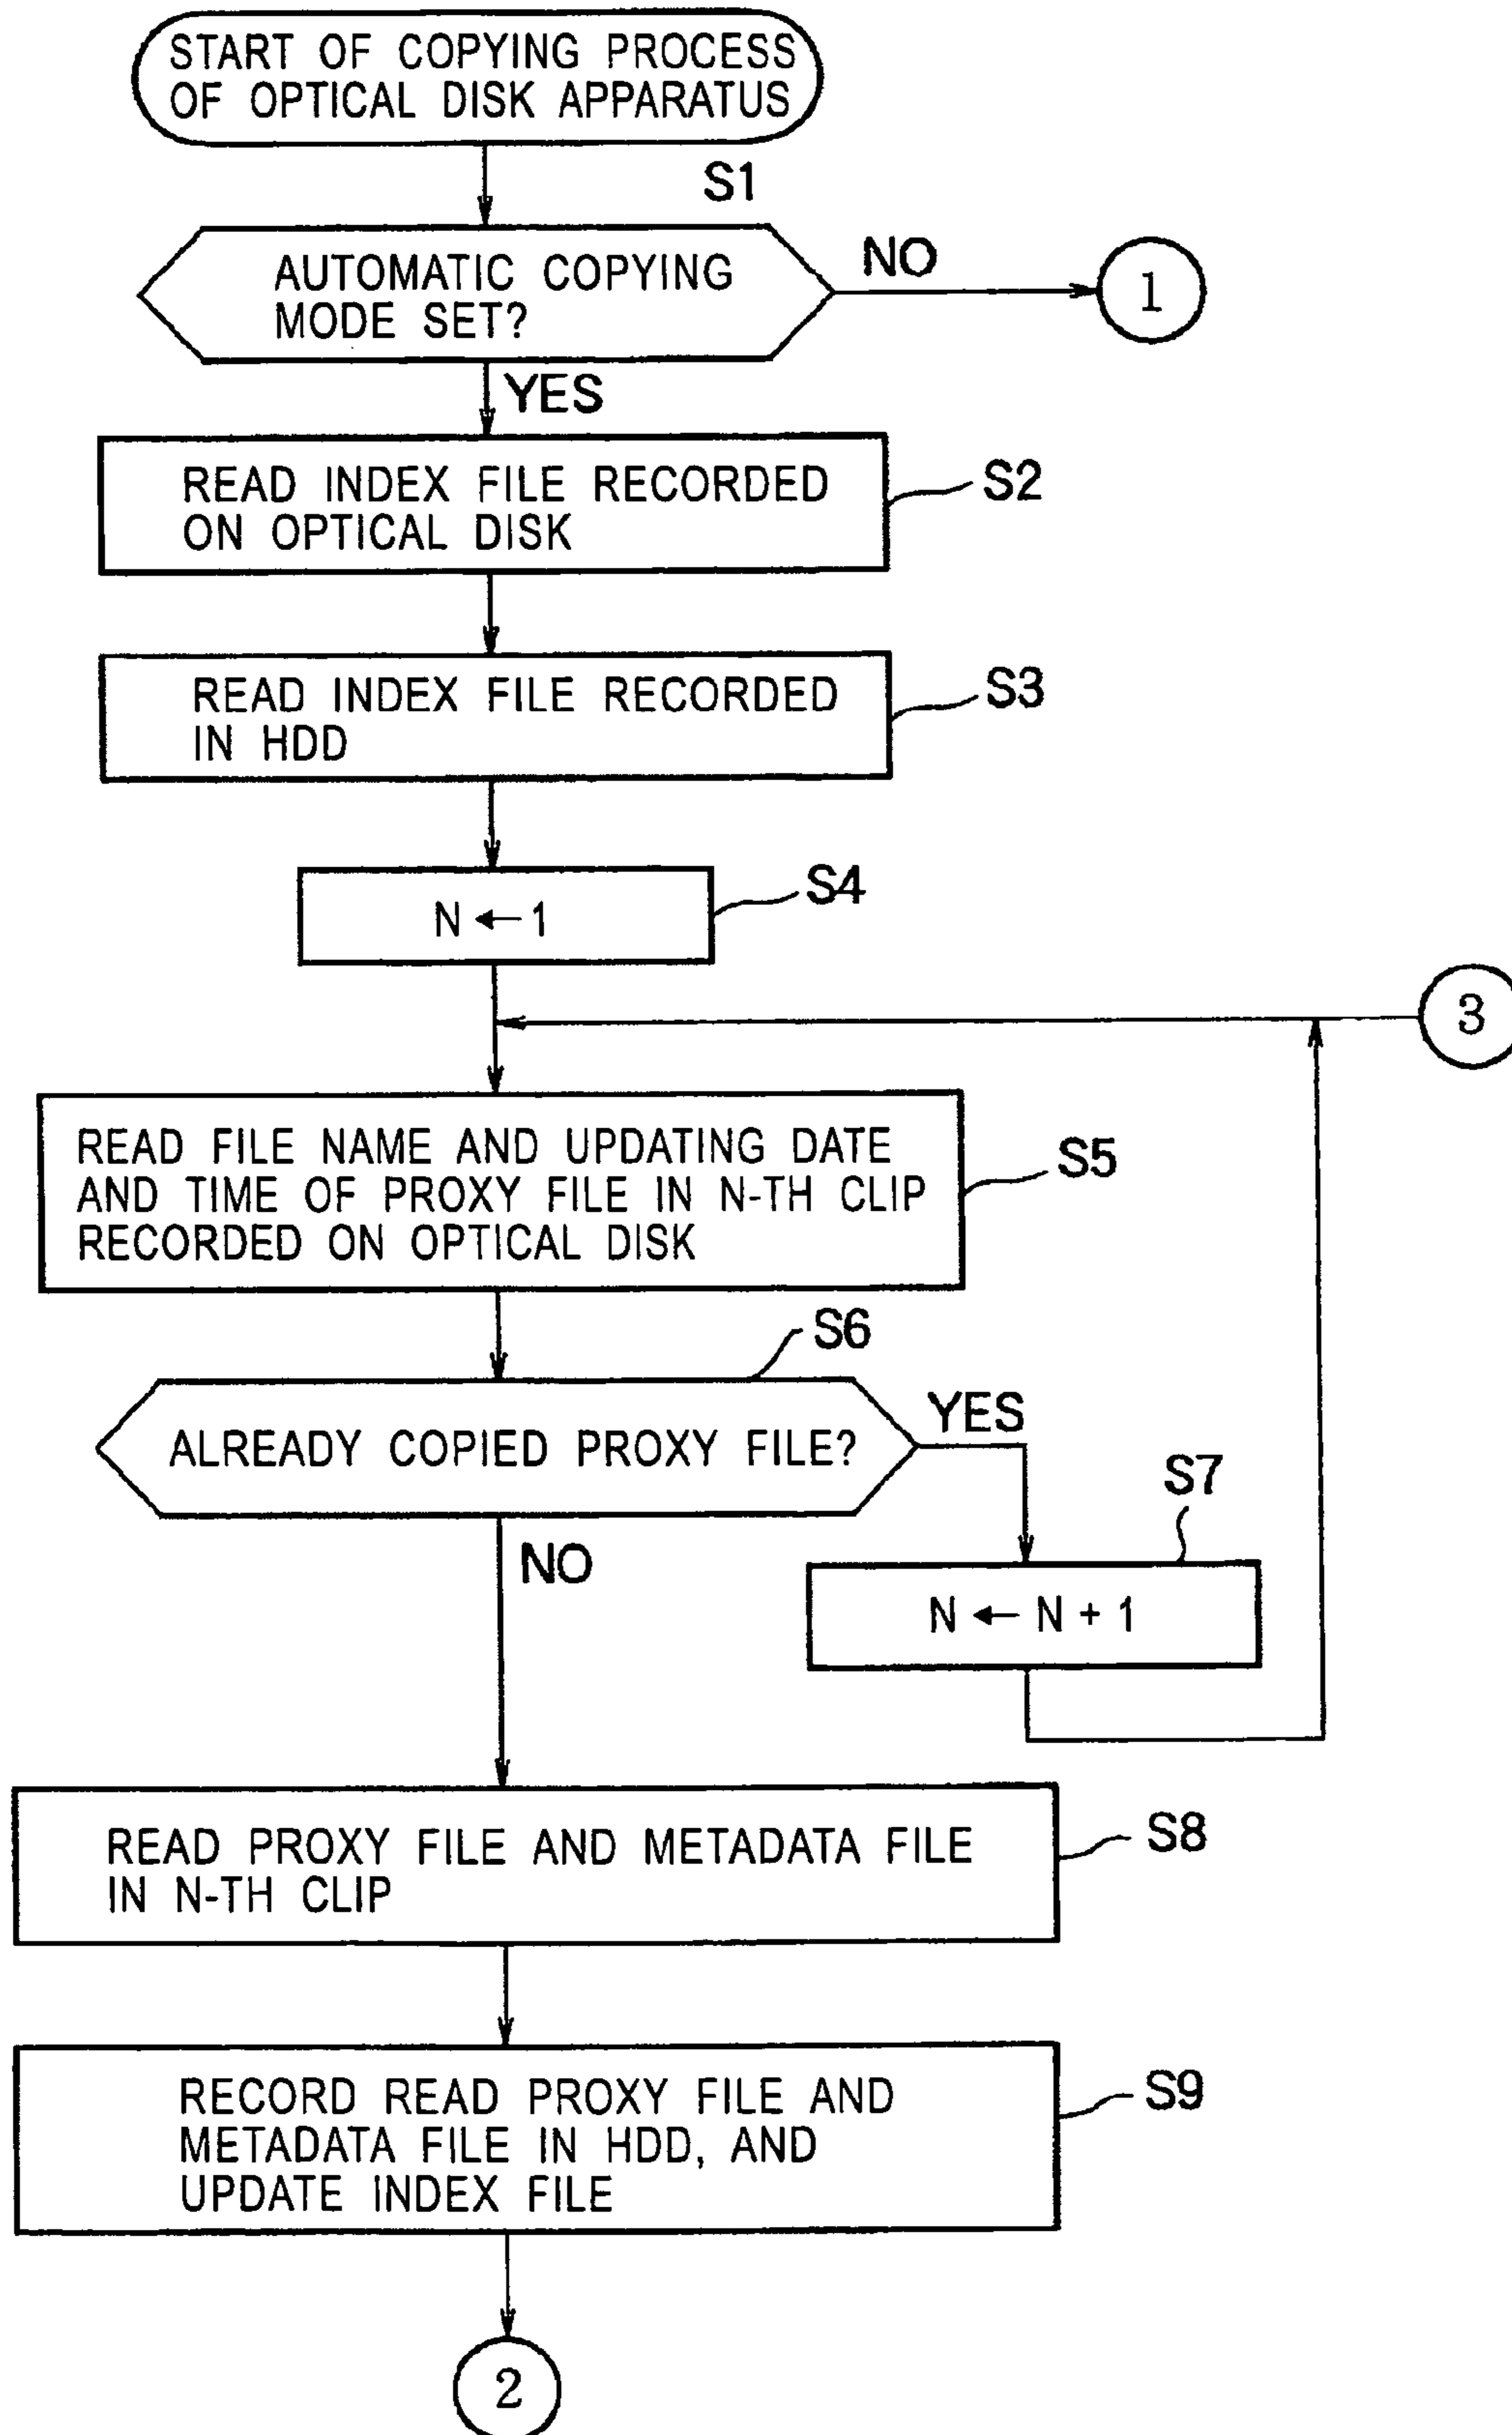 START OF COPYING PROCESS
OF OPTICAL DISK APPARATUS
S1
AUTOMATIC COPYING
MODE SET?
NO
1
YES
READ INDEX FILE RECORDED
ON OPTICAL DISK
S2
READ INDEX FILE RECORDED
IN HDD
S3
N ← 1
S4
3
READ FILE NAME AND UPDATING DATE
AND TIME OF PROXY FILE IN N-TH CLIP
RECORDED ON OPTICAL DISK
S5
S6
ALREADY COPIED PROXY FILE?
YES
S7
NO
N ← N + 1
READ PROXY FILE AND METADATA FILE
IN N-TH CLIP
S8
RECORD READ PROXY FILE AND
METADATA FILE IN HDD, AND
UPDATE INDEX FILE
S9
2